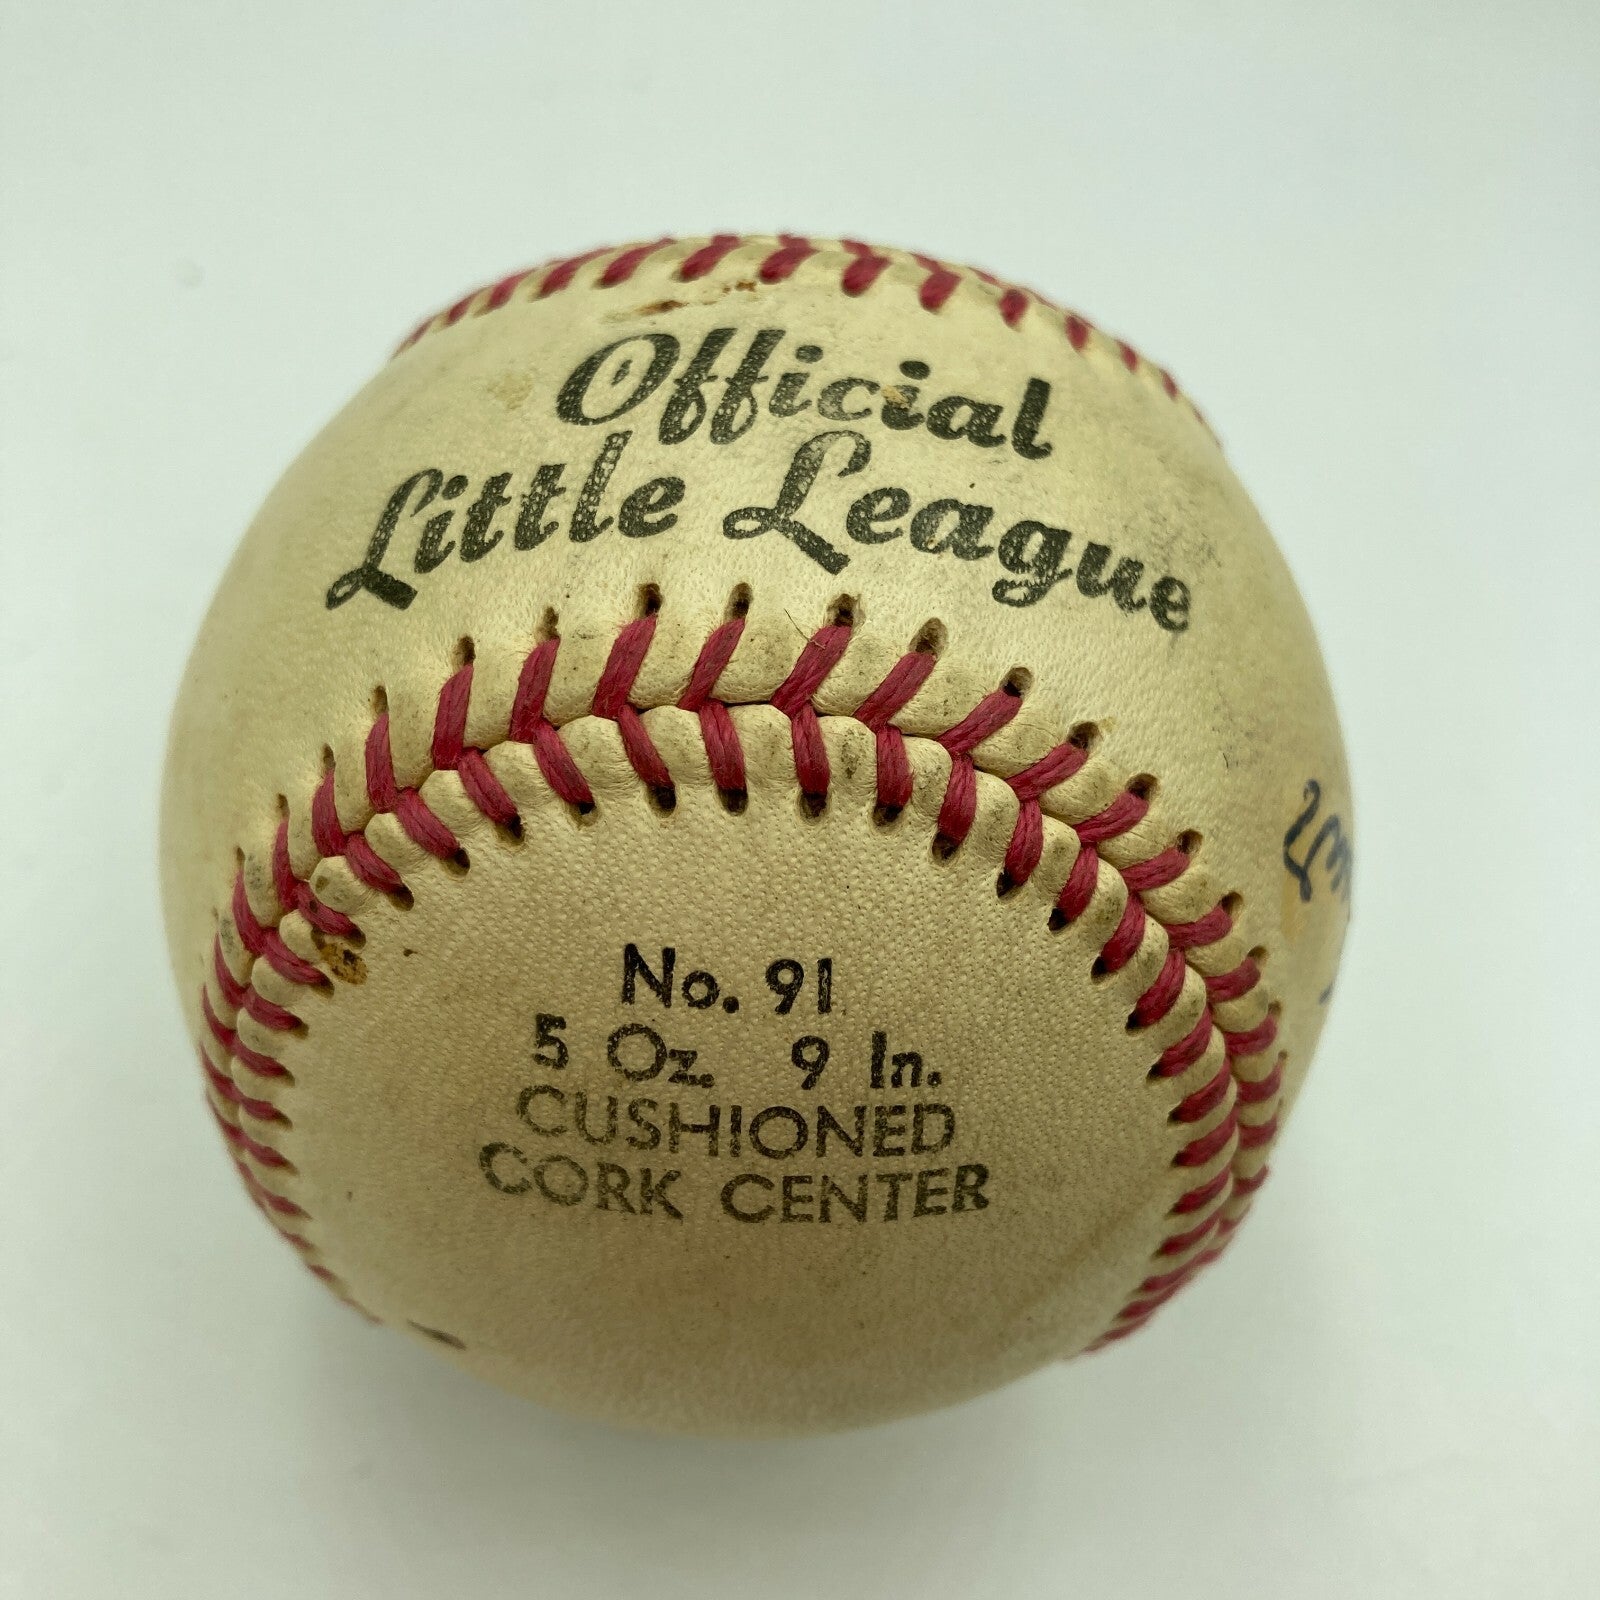 Official
Little League
No. 91
5 Oz. 9 In.
CUSHIONED
CORK CENTER